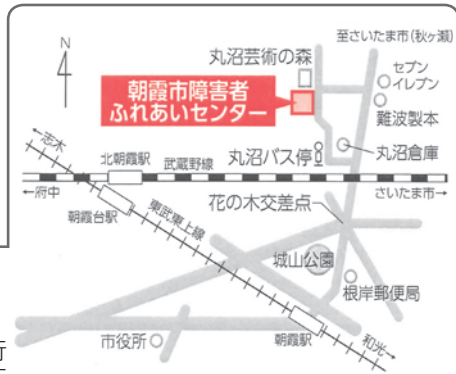 N
至さいたま市(秋ヶ瀬)
丸沼芸術の森
セブン
イレブン
朝霞市障害者
ふれあいセンター
難波製本
←志木
丸沼バス停
丸沼倉庫
北朝霞駅
武蔵野線
←府中
さいたま市→
朝霞台駅
東武東上線
花の木交差点
城山公園
根岸郵便局
市役所
朝霞駅
和光→